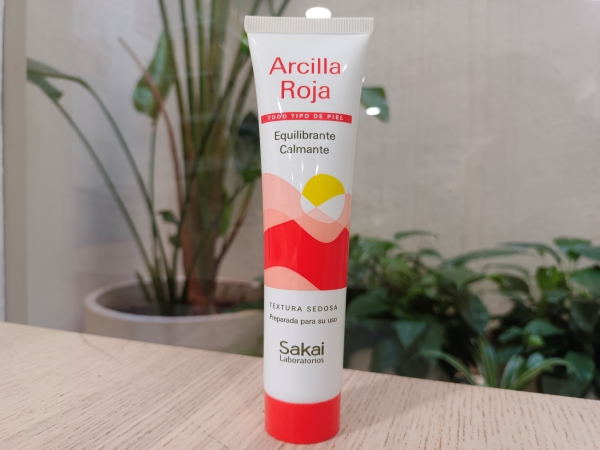 Arcilla
Roja
TODO TIPO DE PIEL
Equilibrante
Calmante
TEXTURA SEDOSA
Preparada para su uso
Sakai
Laboratorios